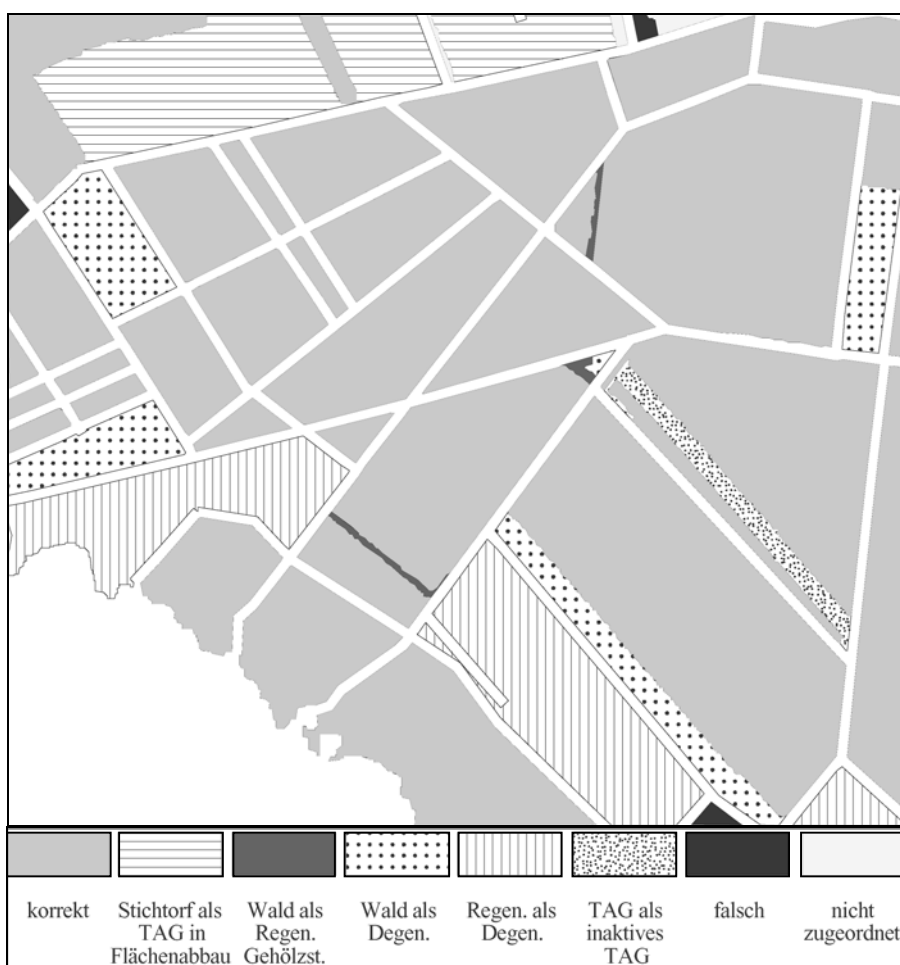 korrekt
Stichtorf als
TAG in
Flächenabbau
Wald als
Regen.
Gehölzst.
Wald als
Degen.
Regen. als
Degen.
TAG als
inaktives
TAG
falsch
nicht
zugeordnet